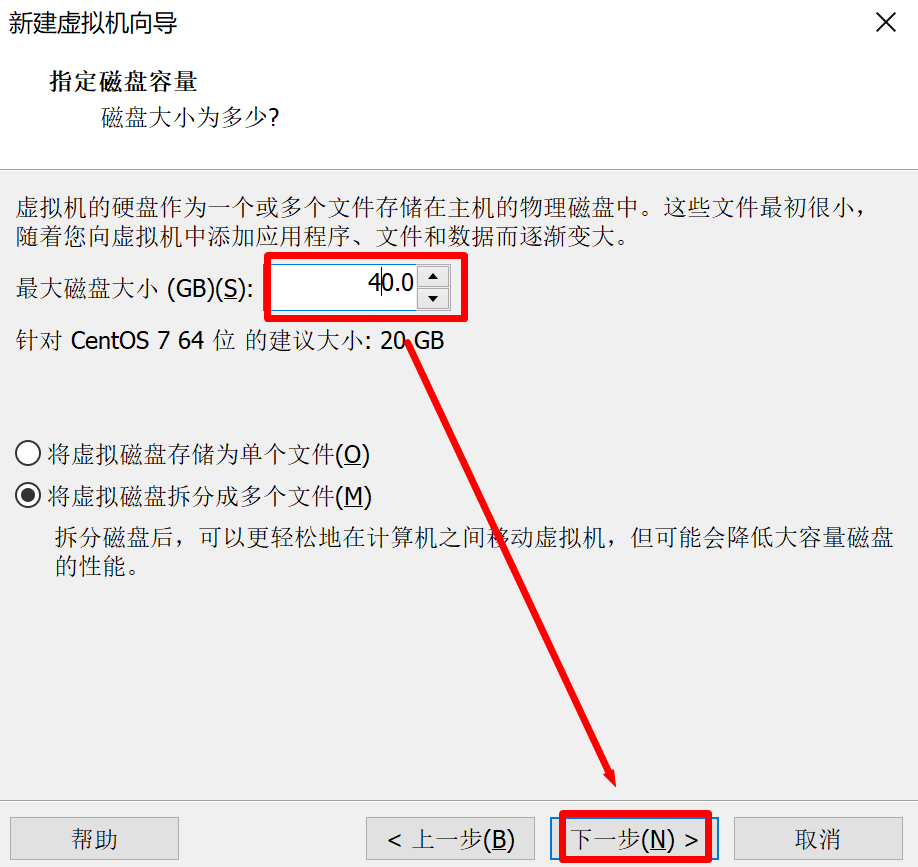 新建虚拟机向导
指定磁盘容量
磁盘大小为多少?
虚拟机的硬盘作为一个或多个文件存储在主机的物理磁盘中。这些文件最初很小，
随着您向虚拟机中添加应用程序、文件和数据而逐渐变大。
最大磁盘大小 (GB)(S): 40.0
针对 CentOS 7 64 位 的建议大小: 20 GB
将虚拟磁盘存储为单个文件(O)
将虚拟磁盘拆分成多个文件(M)
拆分磁盘后，可以更轻松地在计算机之间移动虚拟机，但可能会降低大容量磁盘
的性能。
帮助 < 上一步(B) 下一步(N) > 取消